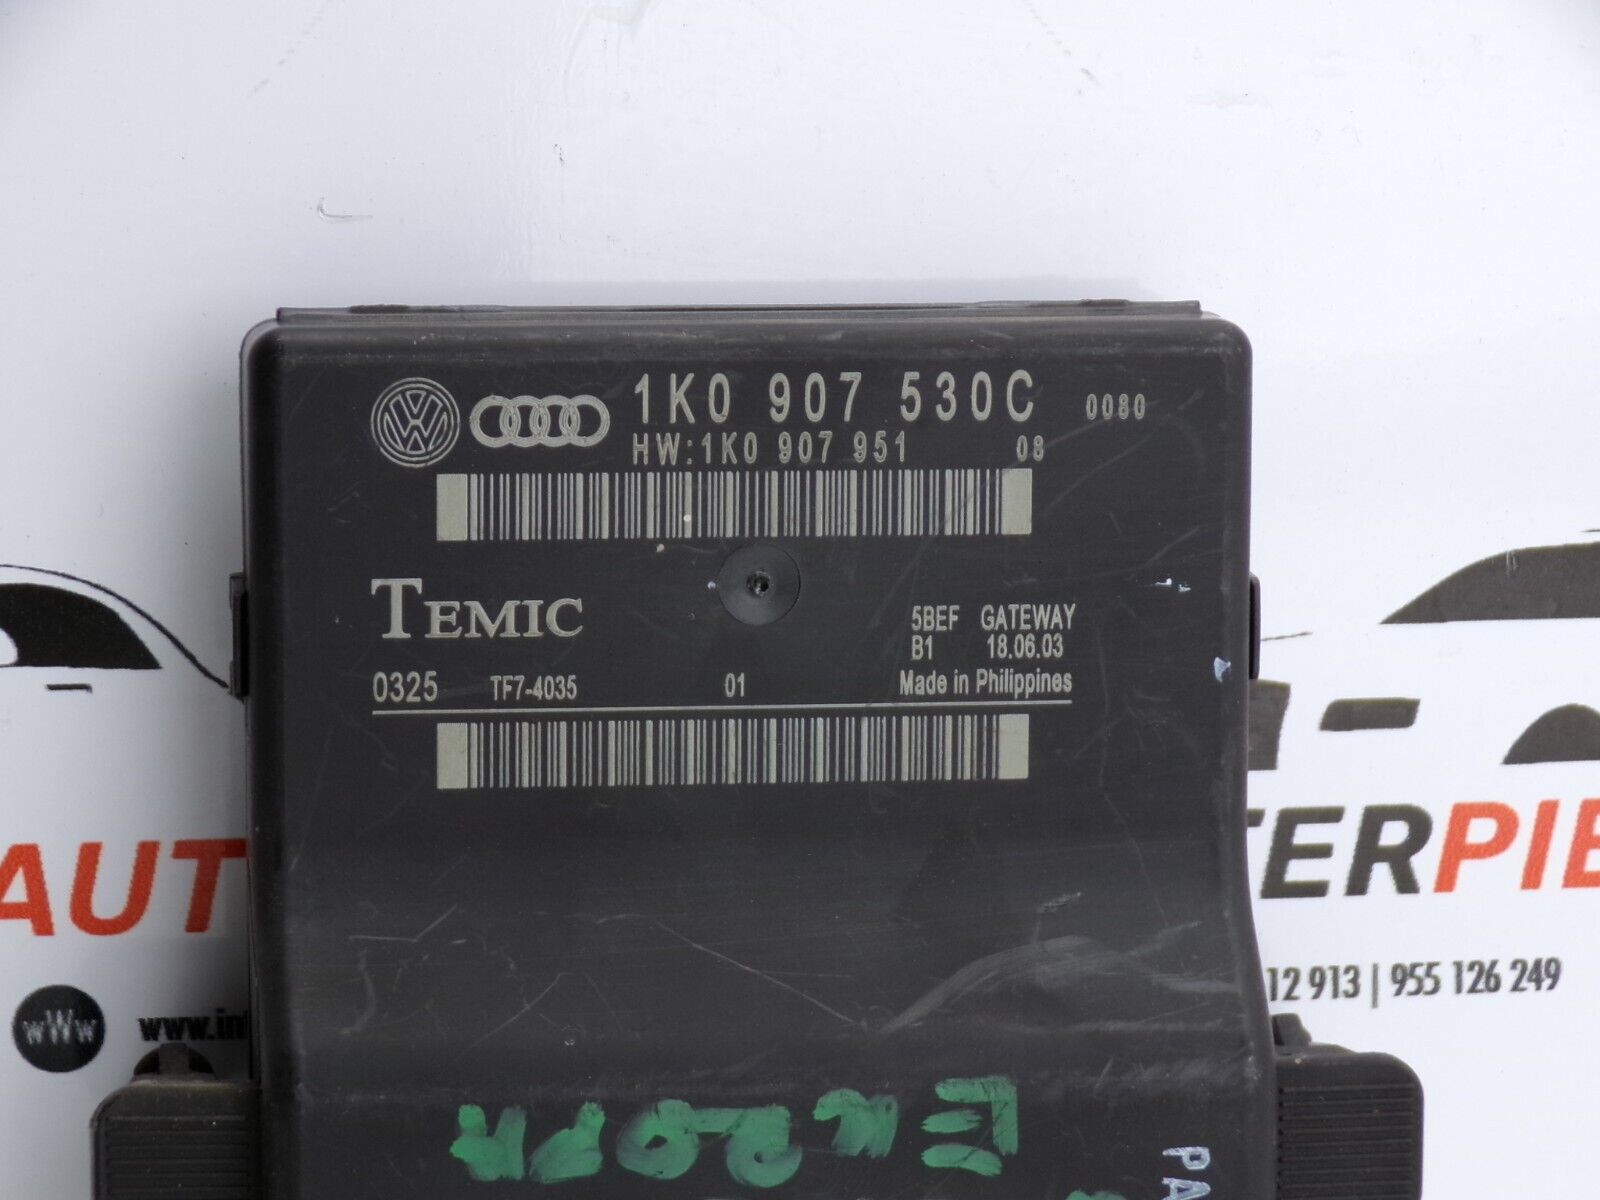 1K0 907 530C 0080
HW:1K0 907 951 08
TEMIC
5BEF GATEWAY
B1 18.06.03
0325 TF7-4035 01 Made in Philippines
AUT
TERPIE
12 913 | 955 126 249
wWw www.in
PA